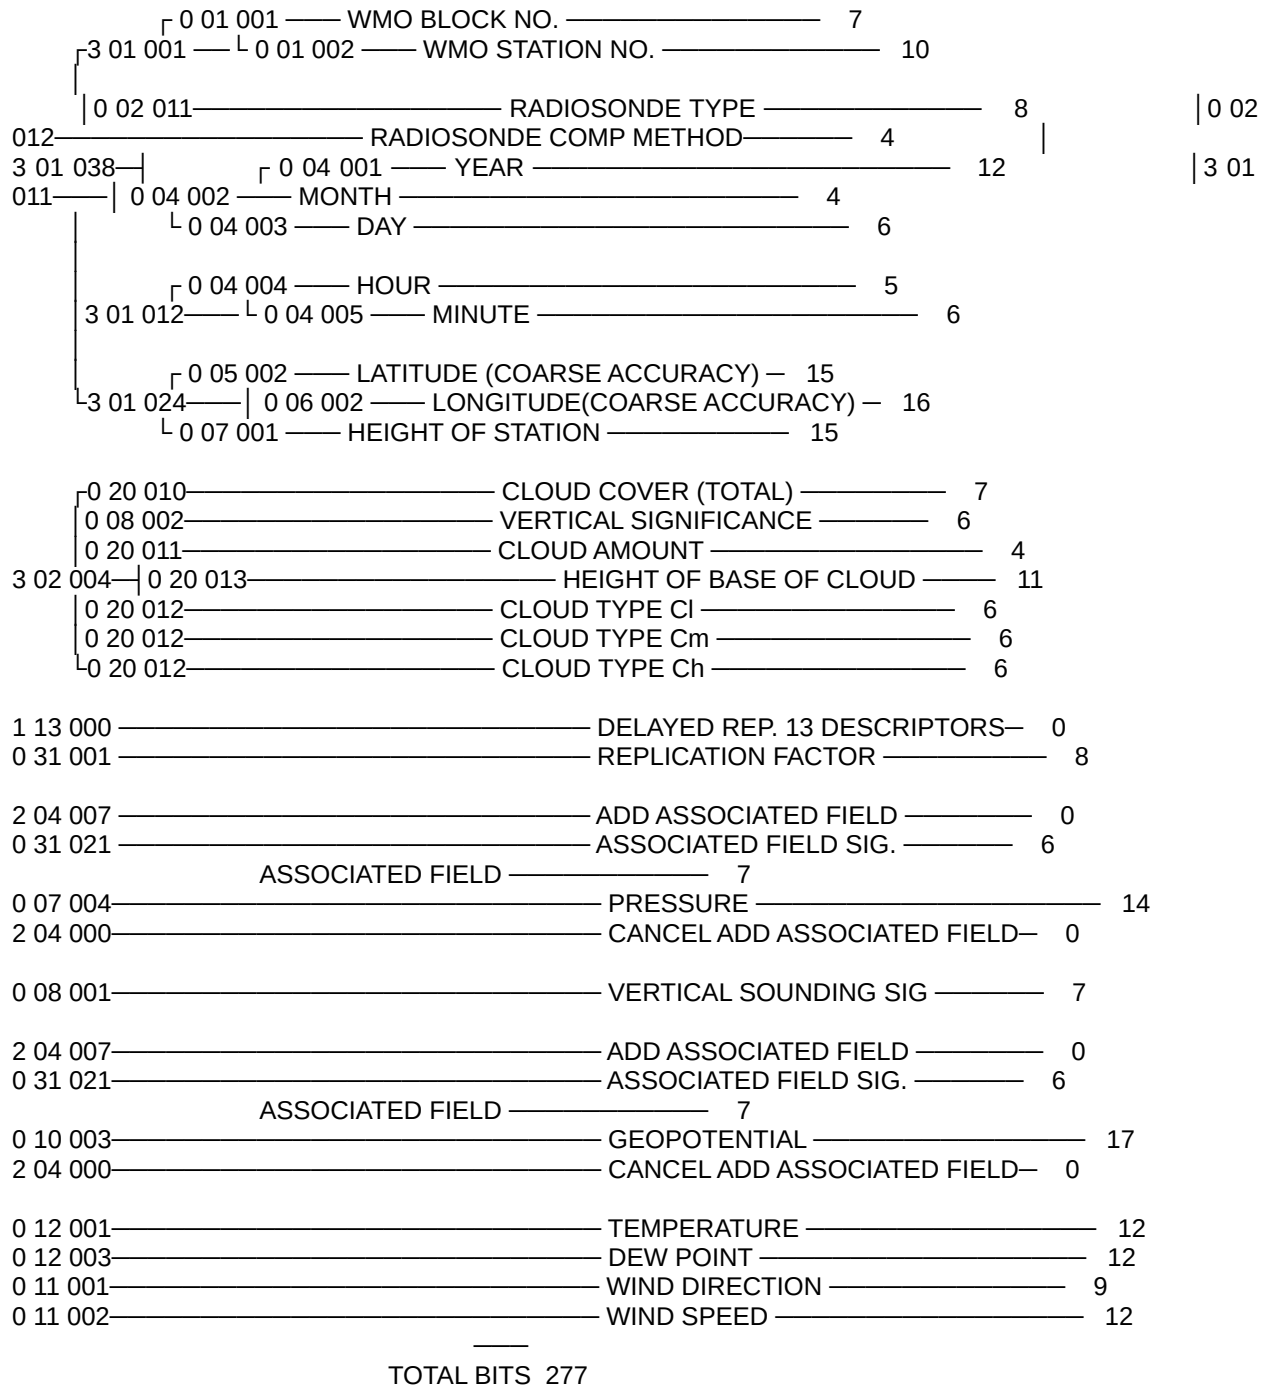 ┌ 0 01 001 ─── WMO BLOCK NO. ────────────── 7
┌3 01 001 ──└ 0 01 002 ─── WMO STATION NO. ──────────── 10
│
│0 02 011───────────────── RADIOSONDE TYPE ──────────── 8 │0 02
012───────────────── RADIOSONDE COMP METHOD────── 4 │
3 01 038─┤ ┌ 0 04 001 ─── YEAR ─────────────────────── 12 │3 01
011───│ 0 04 002 ─── MONTH ────────────────────── 4
│ └ 0 04 003 ─── DAY ──────────────────────── 6
│
│ ┌ 0 04 004 ─── HOUR ─────────────────────── 5
│3 01 012───└ 0 04 005 ─── MINUTE ───────────────────── 6
│
│ ┌ 0 05 002 ─── LATITUDE (COARSE ACCURACY) ─ 15
└3 01 024───│ 0 06 002 ─── LONGITUDE(COARSE ACCURACY) ─ 16
└ 0 07 001 ─── HEIGHT OF STATION ────────── 15
┌0 20 010───────────────── CLOUD COVER (TOTAL) ──────── 7
│0 08 002───────────────── VERTICAL SIGNIFICANCE ────── 6
│0 20 011───────────────── CLOUD AMOUNT ─────────────── 4
3 02 004─┤0 20 013───────────────── HEIGHT OF BASE OF CLOUD ──── 11
│0 20 012───────────────── CLOUD TYPE Cl ────────────── 6
│0 20 012───────────────── CLOUD TYPE Cm ────────────── 6
└0 20 012───────────────── CLOUD TYPE Ch ────────────── 6
1 13 000 ────────────────────────── DELAYED REP. 13 DESCRIPTORS─ 0
0 31 001 ────────────────────────── REPLICATION FACTOR ───────── 8
2 04 007 ────────────────────────── ADD ASSOCIATED FIELD ─────── 0
0 31 021 ────────────────────────── ASSOCIATED FIELD SIG. ────── 6
ASSOCIATED FIELD ─────────── 7
0 07 004─────────────────────────── PRESSURE ─────────────────── 14
2 04 000─────────────────────────── CANCEL ADD ASSOCIATED FIELD─ 0
0 08 001─────────────────────────── VERTICAL SOUNDING SIG ────── 7
2 04 007─────────────────────────── ADD ASSOCIATED FIELD ─────── 0
0 31 021─────────────────────────── ASSOCIATED FIELD SIG. ────── 6
ASSOCIATED FIELD ─────────── 7
0 10 003─────────────────────────── GEOPOTENTIAL ─────────────── 17
2 04 000─────────────────────────── CANCEL ADD ASSOCIATED FIELD─ 0
0 12 001─────────────────────────── TEMPERATURE ──────────────── 12
0 12 003─────────────────────────── DEW POINT ────────────────── 12
0 11 001─────────────────────────── WIND DIRECTION ───────────── 9
0 11 002─────────────────────────── WIND SPEED ───────────────── 12
───
TOTAL BITS 277